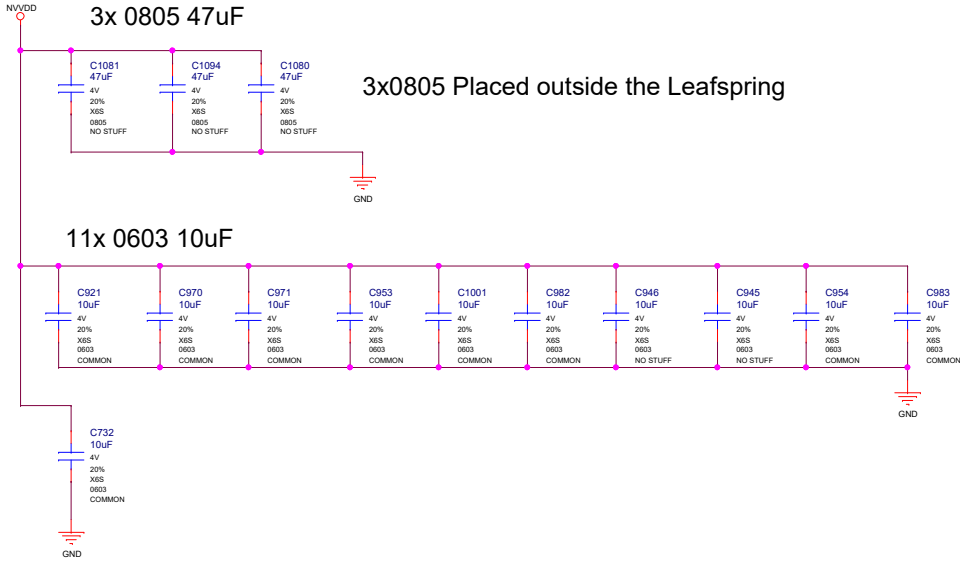 NVVDD
3x 0805 47uF
C1081
47uF
4V
20%
X6S
0805
NO STUFF
C1094
47uF
4V
20%
X6S
0805
NO STUFF
C1080
47uF
4V
20%
X6S
0805
NO STUFF
3x0805 Placed outside the Leafspring
GND
11x 0603 10uF
C921
10uF
4V
20%
X6S
0603
COMMON
C970
10uF
4V
20%
X6S
0603
COMMON
C971
10uF
4V
20%
X6S
0603
COMMON
C953
10uF
4V
20%
X6S
0603
COMMON
C1001
10uF
4V
20%
X6S
0603
COMMON
C982
10uF
4V
20%
X6S
0603
COMMON
C946
10uF
4V
20%
X6S
0603
NO STUFF
C945
10uF
4V
20%
X6S
0603
NO STUFF
C954
10uF
4V
20%
X6S
0603
COMMON
C983
10uF
4V
20%
X6S
0603
COMMON
GND
C732
10uF
4V
20%
X6S
0603
COMMON
GND